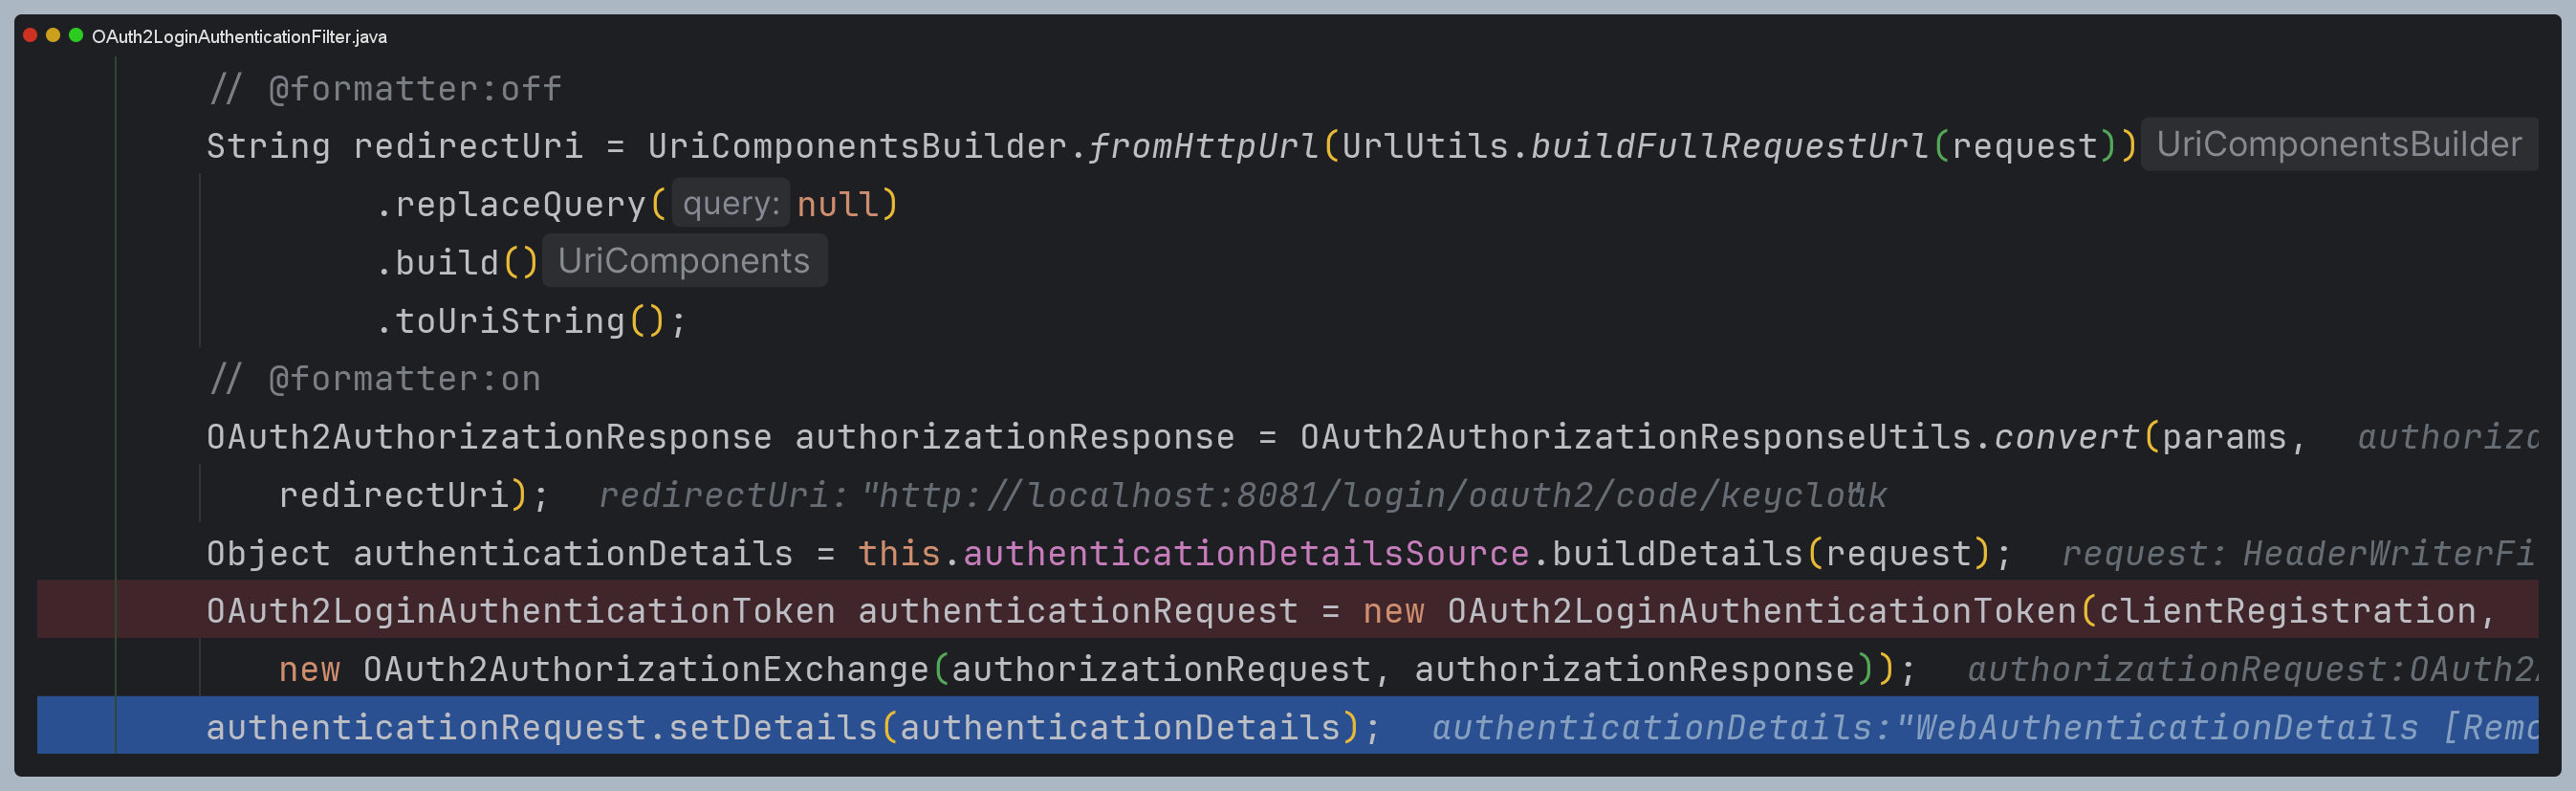 OAuth2LoginAuthenticationFilter.java
// @formatter:off
String redirectUri = UriComponentsBuilder.fromHttpUrl(UrlUtils.buildFullRequestUrl(request)) UriComponentsBuilder
.replaceQuery( query: null)
.build() UriComponents
.toUriString();
// @formatter:on
OAuth2AuthorizationResponse authorizationResponse = OAuth2AuthorizationResponseUtils.convert(params,
redirectUri); redirectUri: "http://localhost:8081/login/oauth2/code/keycloak"
Object authenticationDetails = this.authenticationDetailsSource.buildDetails(request); request: HeaderWriterFi
OAuth2LoginAuthenticationToken authenticationRequest = new OAuth2LoginAuthenticationToken(clientRegistration,
new OAuth2AuthorizationExchange(authorizationRequest, authorizationResponse)); authorizationRequest:OAuth2
authenticationRequest.setDetails(authenticationDetails); authenticationDetails:"WebAuthenticationDetails [Remo